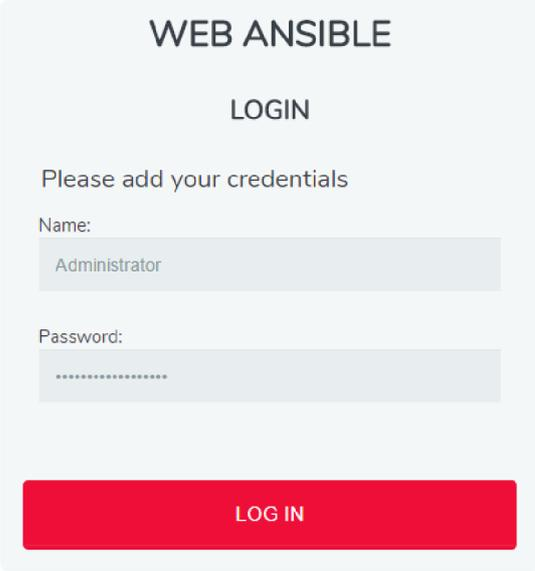 WEB ANSIBLE
LOGIN
Please add your credentials
Name:
Administrator
Password:
••••••••••••••••••
LOG IN